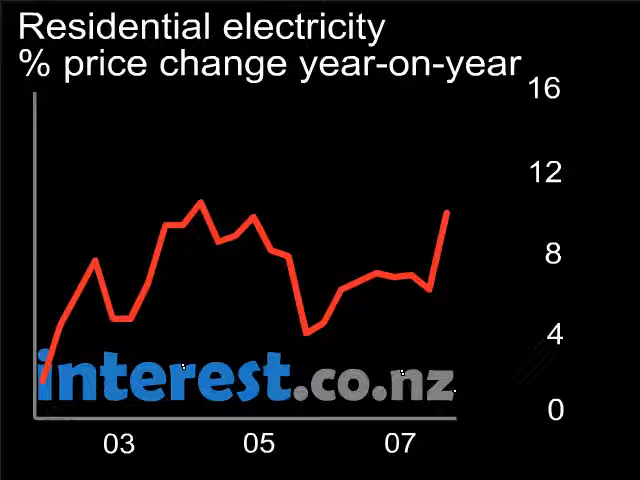 Residential electricity
% price change year-on-year
16
12
8
4
interest.co.nz
0
03 05 07